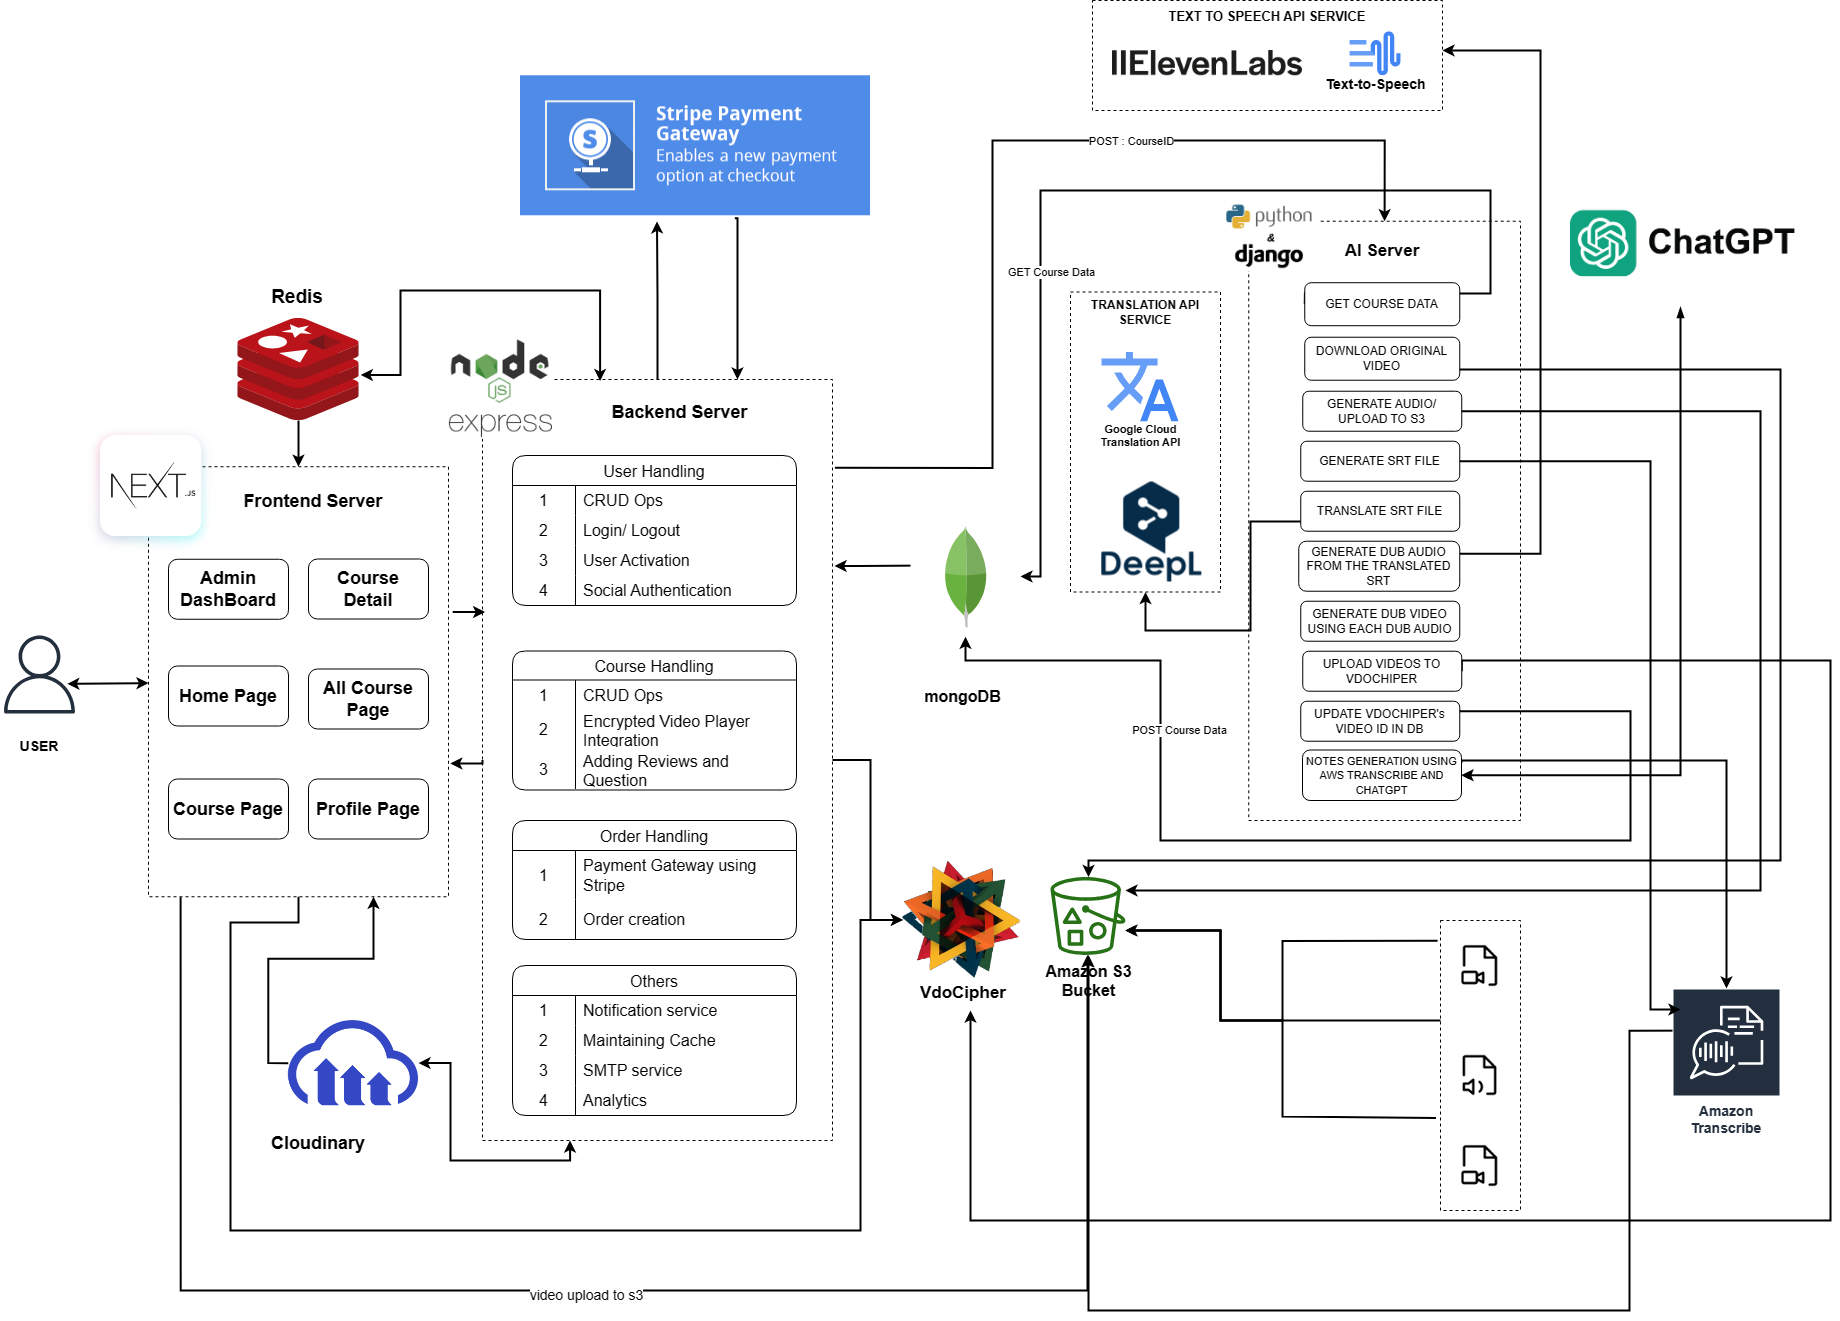 TEXT TO SPEECH API SERVICE
IIElevenLabs
Text-to-Speech
Stripe Payment
Gateway
Enables a new payment
option at checkout
POST : CourseID
GET Course Data
python
&
django
AI Server
ChatGPT
GET COURSE DATA
DOWNLOAD ORIGINAL
VIDEO
GENERATE AUDIO/
UPLOAD TO S3
GENERATE SRT FILE
TRANSLATE SRT FILE
GENERATE DUB AUDIO
FROM THE TRANSLATED
SRT
GENERATE DUB VIDEO
USING EACH DUB AUDIO
UPLOAD VIDEOS TO
VDOCHIPER
UPDATE VDOCHIPER's
VIDEO ID IN DB
NOTES GENERATION USING
AWS TRANSCRIBE AND
CHATGPT
TRANSLATION API
SERVICE
文A
Google Cloud
Translation API
DeepL
Redis
node
JS
express
Backend Server
User Handling
1 CRUD Ops
2 Login/ Logout
3 User Activation
4 Social Authentication
Course Handling
1 CRUD Ops
2 Encrypted Video Player
Integration
3 Adding Reviews and
Question
Order Handling
1 Payment Gateway using
Stripe
2 Order creation
Others
1 Notification service
2 Maintaining Cache
3 SMTP service
4 Analytics
NEXT.JS
Frontend Server
Admin
DashBoard
Course
Detail
Home Page
All Course
Page
Course Page
Profile Page
USER
mongoDB
POST Course Data
VdoCipher
Amazon S3
Bucket
Cloudinary
Amazon
Transcribe
video upload to s3